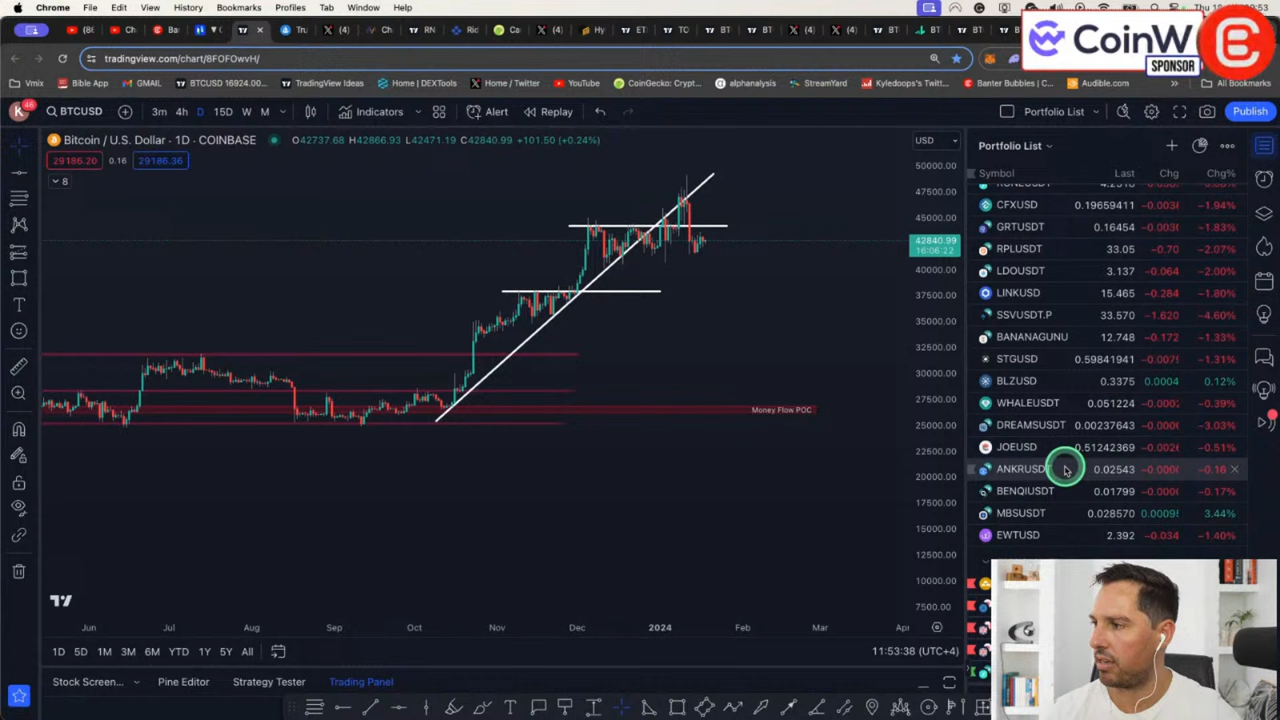 Chrome File Edit View History Bookmarks Profiles Tab Window Help
CoinW
SPONSOR
tradingview.com/chart/8FOFOwvH/
Vmix Bible App GMAIL BTCUSD 16924.00 D... TradingView Ideas Home | DEXTools Home / Twitter YouTube CoinGecko: Crypt... alphanalysis StreamYard Kyledoops's Twitt... Banter Bubbles | C... Audible.com All Bookmarks
K 46 BTCUSD 3m 4h D 15D W M Indicators Alert Replay Portfolio List Publish
Bitcoin / U.S. Dollar · 1D · COINBASE O42737.68 H42866.93 L42471.19 C42840.99 +101.50 (+0.24%) USD
29186.20 0.16 29186.36
8
50000.00
47500.00
45000.00
42840.99
16:06:22
40000.00
37500.00
35000.00
32500.00
30000.00
27500.00
25000.00
22500.00
20000.00
17500.00
15000.00
12500.00
10000.00
7500.00
Money Flow POC
Jun Jul Aug Sep Oct Nov Dec 2024 Feb Mar Apr
1D 5D 1M 3M 6M YTD 1Y 5Y All 11:53:38 (UTC+4)
Stock Screen... Pine Editor Strategy Tester Trading Panel
Portfolio List
Symbol Last Chg Chg%
CFXUSD 0.19659411 −1.94%
GRTUSDT 0.16454 −1.83%
RPLUSDT 33.05 −0.70 −2.07%
LDOUSDT 3.137 −0.064 −2.00%
LINKUSD 15.465 −0.284 −1.80%
SSVUSDT.P 33.570 −1.620 −4.60%
BANANAGUNU 12.748 −0.172 −1.33%
STGUSD 0.59841941 −1.31%
BLZUSD 0.3375 0.0004 0.12%
WHALEUSDT 0.051224 −0.39%
DREAMSUSDT 0.00237643 −3.03%
JOEUSD 0.51242369 −0.51%
ANKRUSD 0.02543 −0.16
BENQIUSDT 0.01799 −0.17%
MBSUSDT 0.028570 3.44%
EWTUSD 2.392 −0.034 −1.40%